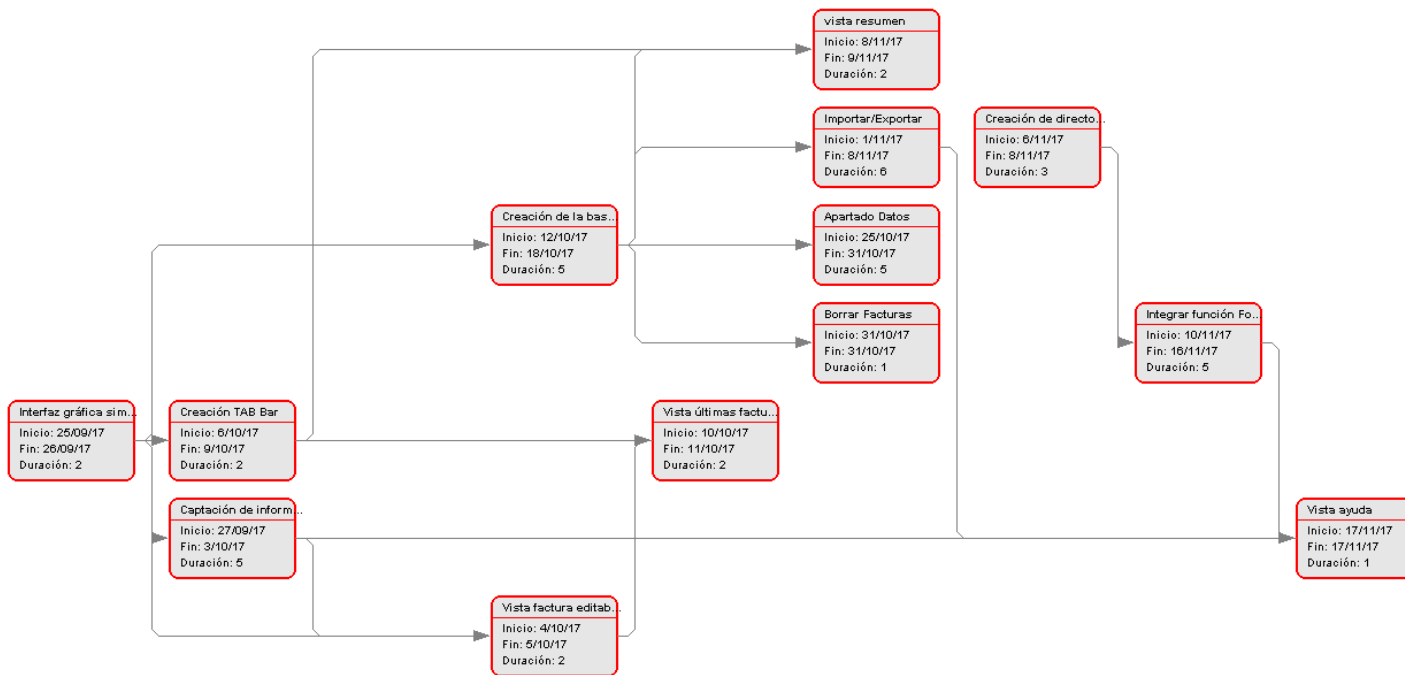 vista resumen
Inicio: 8/11/17
Fin: 9/11/17
Duración: 2
Importar/Exportar
Inicio: 1/11/17
Fin: 8/11/17
Duración: 6
Creación de directo...
Inicio: 6/11/17
Fin: 8/11/17
Duración: 3
Creación de la bas...
Inicio: 12/10/17
Fin: 18/10/17
Duración: 5
Apartado Datos
Inicio: 25/10/17
Fin: 31/10/17
Duración: 5
Borrar Facturas
Inicio: 31/10/17
Fin: 31/10/17
Duración: 1
Integrar función Fo...
Inicio: 10/11/17
Fin: 16/11/17
Duración: 5
Interfaz gráfica sim...
Inicio: 25/09/17
Fin: 26/09/17
Duración: 2
Creación TAB Bar
Inicio: 6/10/17
Fin: 9/10/17
Duración: 2
Vista últimas factu...
Inicio: 10/10/17
Fin: 11/10/17
Duración: 2
Captación de inform...
Inicio: 27/09/17
Fin: 3/10/17
Duración: 5
Vista ayuda
Inicio: 17/11/17
Fin: 17/11/17
Duración: 1
Vista factura editab...
Inicio: 4/10/17
Fin: 5/10/17
Duración: 2